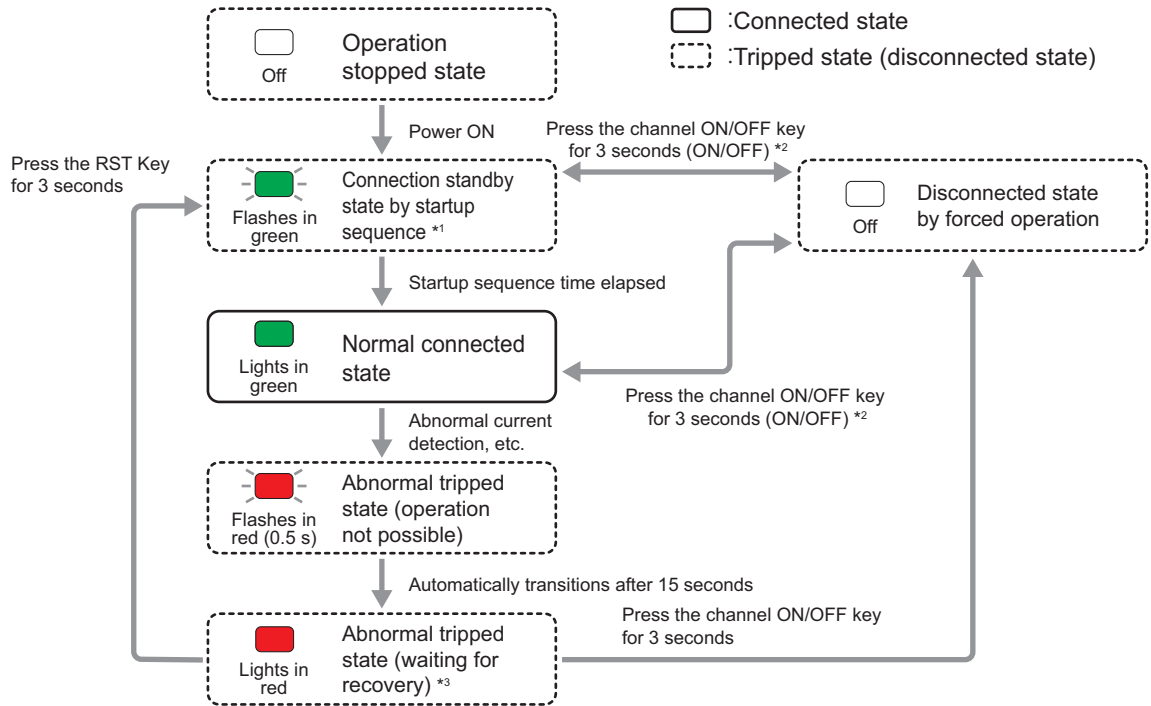 Off
Operation
stopped state
:Connected state
:Tripped state (disconnected state)
Power ON
Press the channel ON/OFF key
for 3 seconds (ON/OFF) *2
Press the RST Key
for 3 seconds
Flashes in
green
Connection standby
state by startup
sequence *1
Off
Disconnected state
by forced operation
Startup sequence time elapsed
Lights in
green
Normal connected
state
Press the channel ON/OFF key
for 3 seconds (ON/OFF) *2
Abnormal current
detection, etc.
Flashes in
red (0.5 s)
Abnormal tripped
state (operation
not possible)
Automatically transitions after 15 seconds
Press the channel ON/OFF key
for 3 seconds
Lights in
red
Abnormal tripped
state (waiting for
recovery) *3